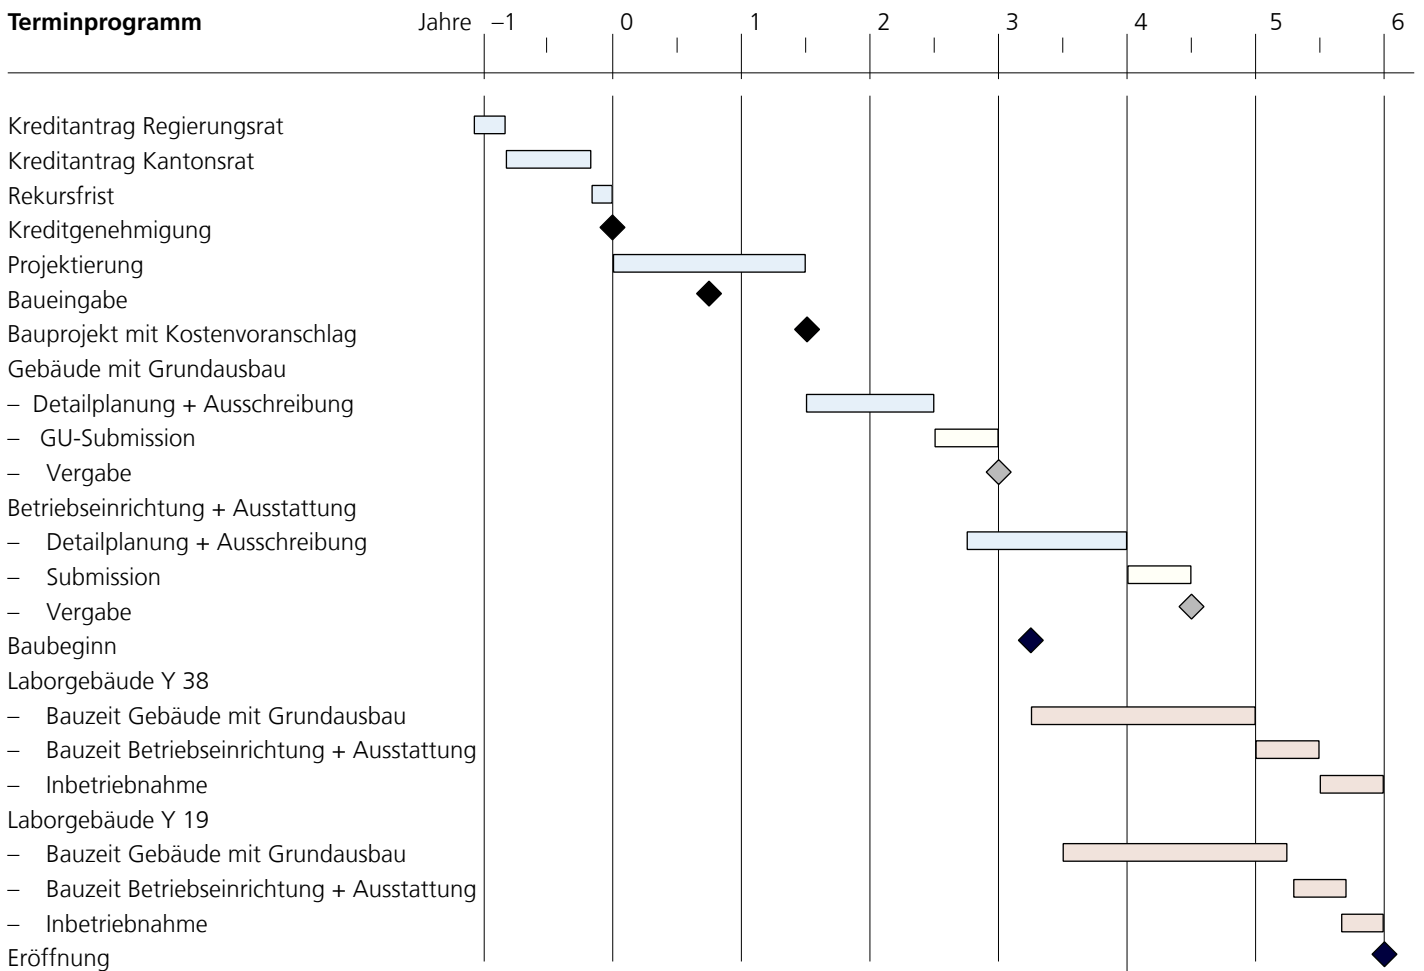 Terminprogramm Jahre –1 0 1 2 3 4 5 6
Kreditantrag Regierungsrat
Kreditantrag Kantonsrat
Rekursfrist
Kreditgenehmigung
Projektierung
Baueingabe
Bauprojekt mit Kostenvoranschlag
Gebäude mit Grundausbau
– Detailplanung + Ausschreibung
– GU-Submission
– Vergabe
Betriebseinrichtung + Ausstattung
– Detailplanung + Ausschreibung
– Submission
– Vergabe
Baubeginn
Laborgebäude Y 38
– Bauzeit Gebäude mit Grundausbau
– Bauzeit Betriebseinrichtung + Ausstattung
– Inbetriebnahme
Laborgebäude Y 19
– Bauzeit Gebäude mit Grundausbau
– Bauzeit Betriebseinrichtung + Ausstattung
– Inbetriebnahme
Eröffnung